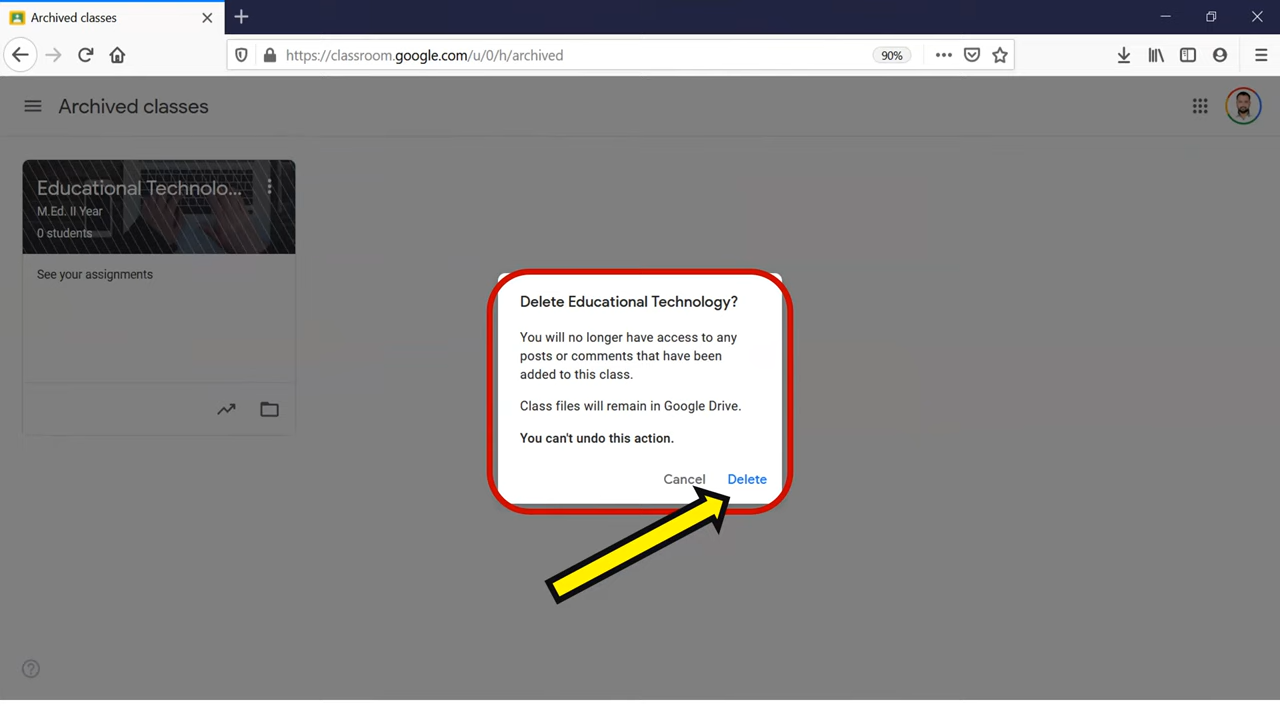 Archived classes
https://classroom.google.com/u/0/h/archived
90%
Archived classes
Educational Technolo...
M.Ed. II Year
0 students
See your assignments
Delete Educational Technology?
You will no longer have access to any
posts or comments that have been
added to this class.
Class files will remain in Google Drive.
You can't undo this action.
Cancel Delete